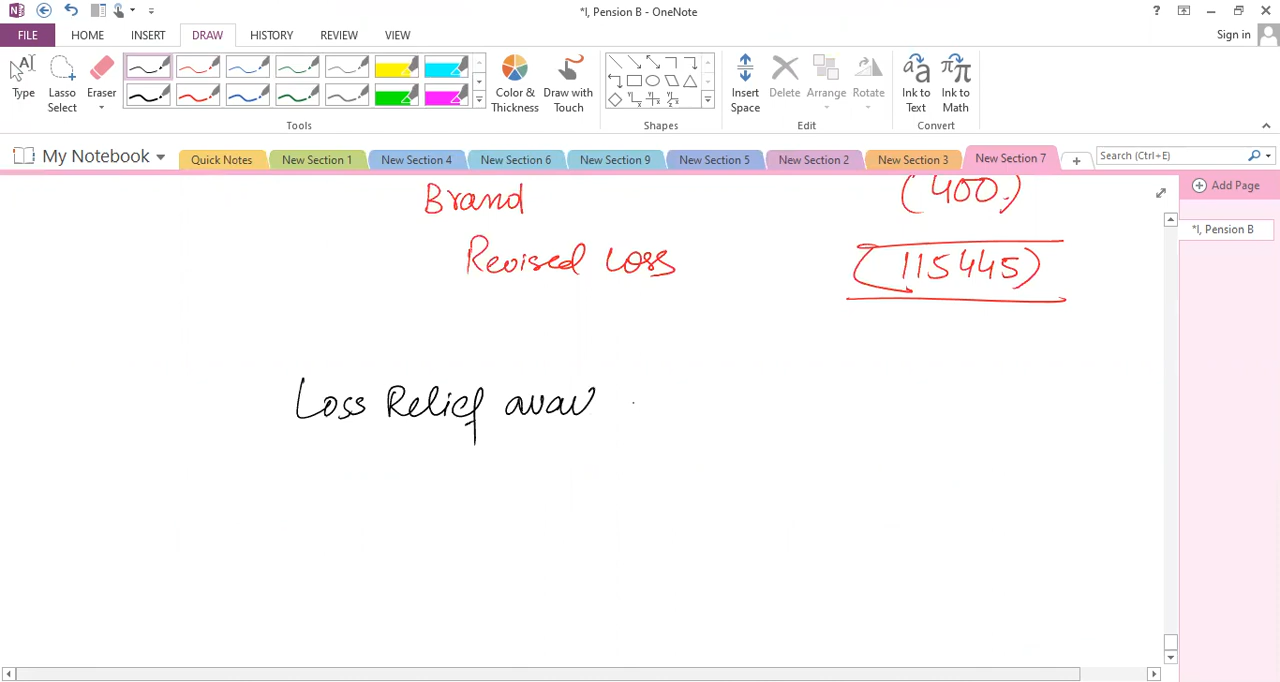 *I, Pension B - OneNote
?
FILE HOME INSERT DRAW HISTORY REVIEW VIEW
Sign in
Type Lasso Select Eraser
Color & Thickness Draw with Touch
Insert Space Delete Arrange Rotate
Ink to Text Ink to Math
Tools Shapes Edit Convert
My Notebook Quick Notes New Section 1 New Section 4 New Section 6 New Section 9 New Section 5 New Section 2 New Section 3 New Section 7
Search (Ctrl+E)
Add Page
*I, Pension B
Brand (400)
Revised Loss (115445)
Loss Relief